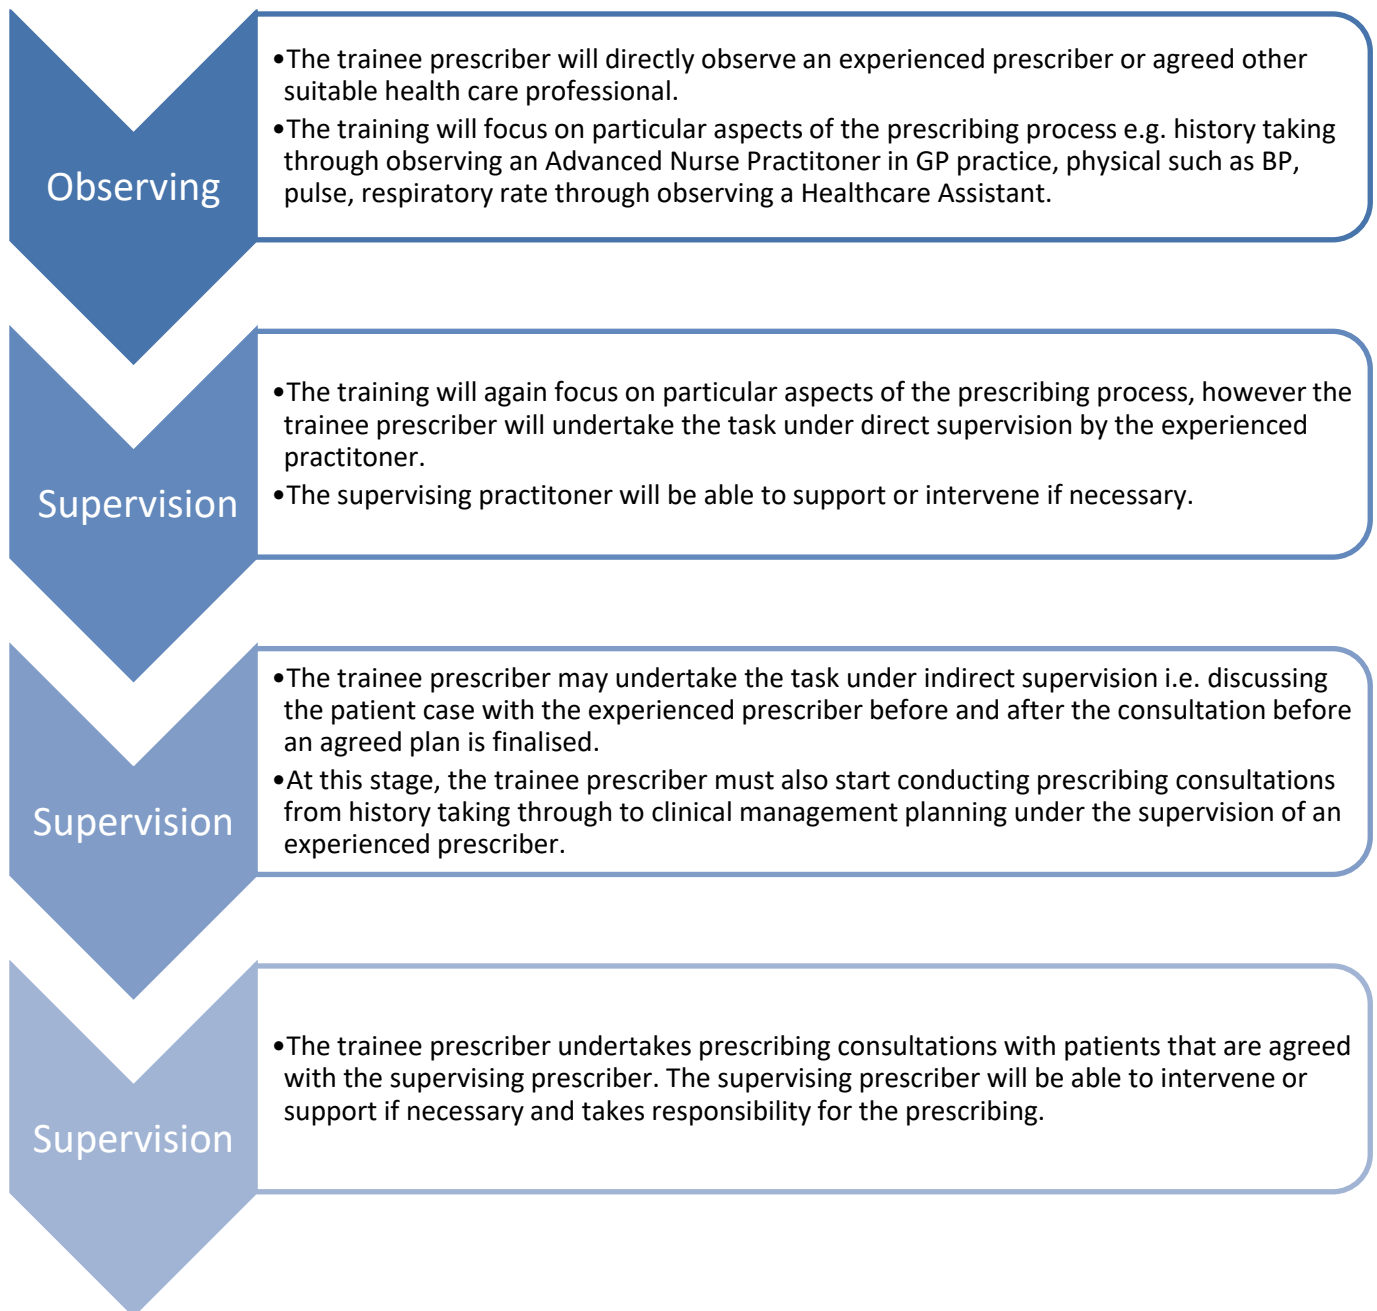 Observing
•The trainee prescriber will directly observe an experienced prescriber or agreed other
suitable health care professional.
•The training will focus on particular aspects of the prescribing process e.g. history taking
through observing an Advanced Nurse Practitoner in GP practice, physical such as BP,
pulse, respiratory rate through observing a Healthcare Assistant.
Supervision
•The training will again focus on particular aspects of the prescribing process, however the
trainee prescriber will undertake the task under direct supervision by the experienced
practitoner.
•The supervising practitoner will be able to support or intervene if necessary.
Supervision
•The trainee prescriber may undertake the task under indirect supervision i.e. discussing
the patient case with the experienced prescriber before and after the consultation before
an agreed plan is finalised.
•At this stage, the trainee prescriber must also start conducting prescribing consultations
from history taking through to clinical management planning under the supervision of an
experienced prescriber.
Supervision
•The trainee prescriber undertakes prescribing consultations with patients that are agreed
with the supervising prescriber. The supervising prescriber will be able to intervene or
support if necessary and takes responsibility for the prescribing.